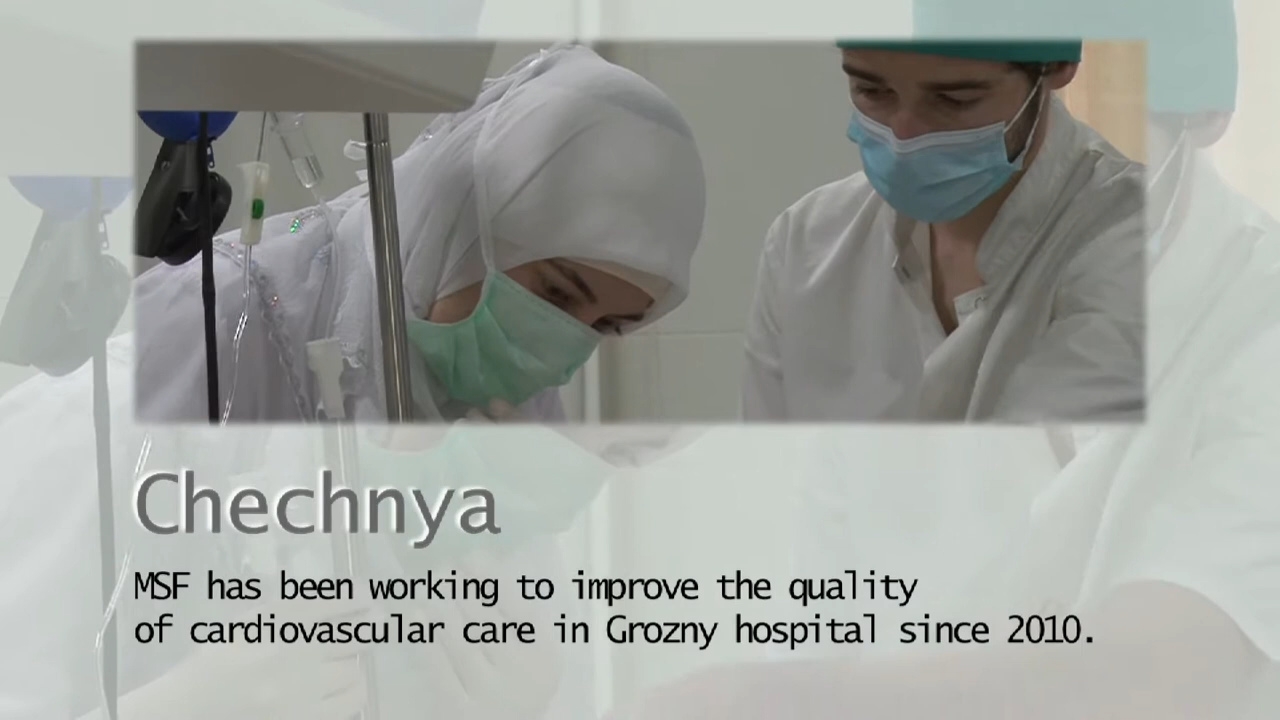 Chechnya
MSF has been working to improve the quality
of cardiovascular care in Grozny hospital since 2010.